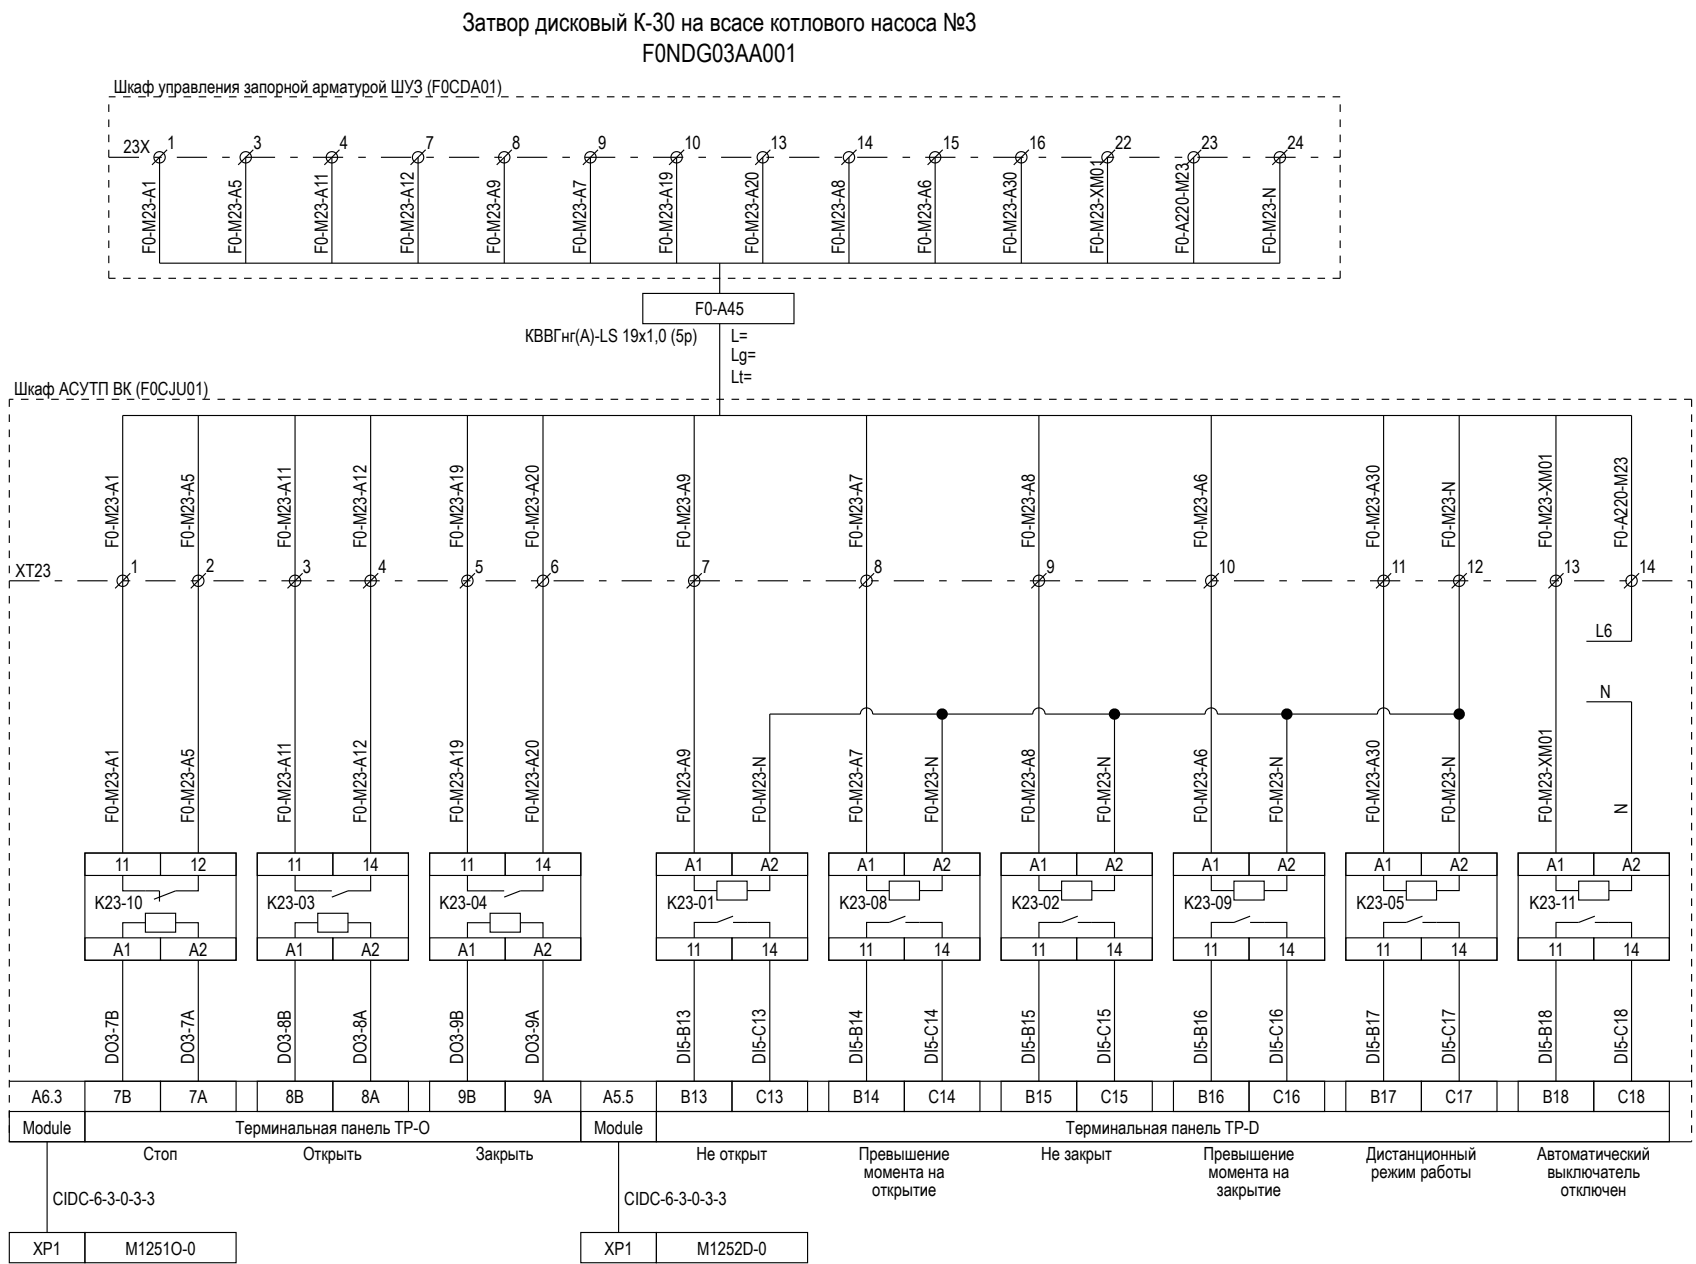 Затвор дисковый К-30 на всасе котлового насоса №3
F0NDG03AA001
Шкаф управления запорной арматурой ШУЗ (F0CDA01)
23X 1 3 4 7 8 9 10 13 14 15 16 22 23 24
F0-M23-A1 F0-M23-A5 F0-M23-A11 F0-M23-A12 F0-M23-A9 F0-M23-A7 F0-M23-A19 F0-M23-A20 F0-M23-A8 F0-M23-A6 F0-M23-A30 F0-M23-XM01 F0-A220-M23 F0-M23-N
F0-A45
КВВГнг(А)-LS 19х1,0 (5р) L=
Lg=
Lt=
Шкаф АСУТП ВК (F0CJU01)
F0-M23-A1 F0-M23-A5 F0-M23-A11 F0-M23-A12 F0-M23-A19 F0-M23-A20 F0-M23-A9 F0-M23-A7 F0-M23-A8 F0-M23-A6 F0-M23-A30 F0-M23-N F0-M23-XM01 F0-A220-M23
XT23 1 2 3 4 5 6 7 8 9 10 11 12 13 14
L6
N
F0-M23-A1 F0-M23-A5 F0-M23-A11 F0-M23-A12 F0-M23-A19 F0-M23-A20 F0-M23-A9 F0-M23-N F0-M23-A7 F0-M23-N F0-M23-A8 F0-M23-N F0-M23-A6 F0-M23-N F0-M23-A30 F0-M23-N F0-M23-XM01 N
11 12 11 14 11 14 A1 A2 A1 A2 A1 A2 A1 A2 A1 A2 A1 A2
K23-10 K23-03 K23-04 K23-01 K23-08 K23-02 K23-09 K23-05 K23-11
A1 A2 A1 A2 A1 A2 11 14 11 14 11 14 11 14 11 14 11 14
DO3-7B DO3-7A DO3-8B DO3-8A DO3-9B DO3-9A DI5-B13 DI5-C13 DI5-B14 DI5-C14 DI5-B15 DI5-C15 DI5-B16 DI5-C16 DI5-B17 DI5-C17 DI5-B18 DI5-C18
A6.3 7B 7A 8B 8A 9B 9A A5.5 B13 C13 B14 C14 B15 C15 B16 C16 B17 C17 B18 C18
Module Терминальная панель TP-O Module Терминальная панель TP-D
Стоп Открыть Закрыть Не открыт Превышение Не закрыт Превышение Дистанционный Автоматический
момента на момента на режим работы выключатель
открытие закрытие отключен
CIDC-6-3-0-3-3 CIDC-6-3-0-3-3
XP1 M1251O-0 XP1 M1252D-0